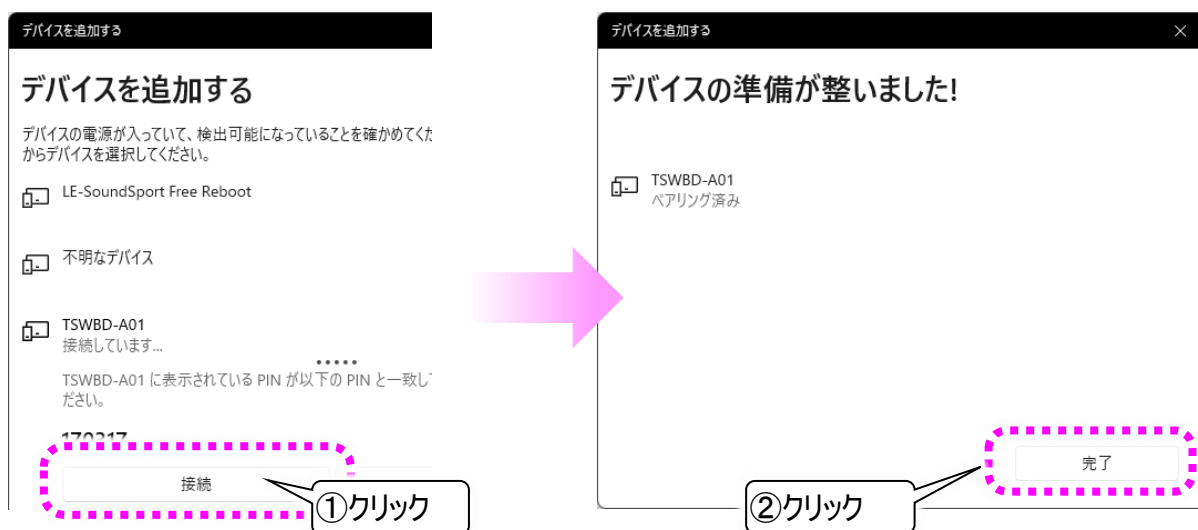 デバイスを追加する
デバイスを追加する
デバイスの電源が入っていて、検出可能になっていることを確かめてくだ
からデバイスを選択してください。
LE-SoundSport Free Reboot
不明なデバイス
TSWBD-A01
接続しています...
TSWBD-A01 に表示されている PIN が以下の PIN と一致し
ださい。
170317
接続
①クリック
デバイスを追加する
デバイスの準備が整いました!
TSWBD-A01
ペアリング済み
完了
②クリック